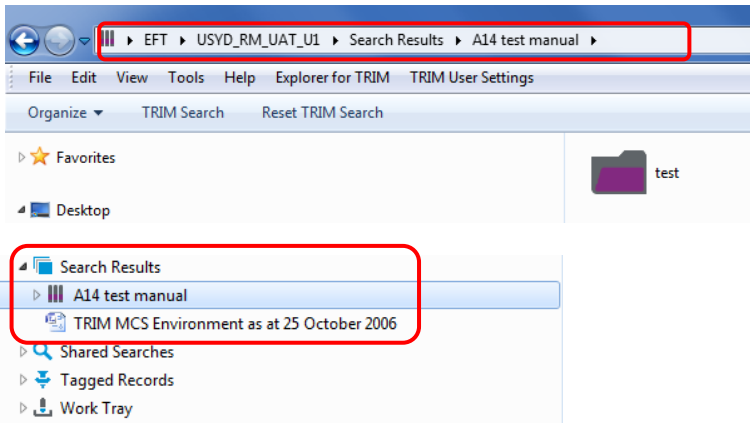 EFT USYD_RM_UAT_U1 Search Results A14 test manual
File Edit View Tools Help Explorer for TRIM TRIM User Settings
Organize TRIM Search Reset TRIM Search
Favorites
test
Desktop
Search Results
A14 test manual
TRIM MCS Environment as at 25 October 2006
Shared Searches
Tagged Records
Work Tray